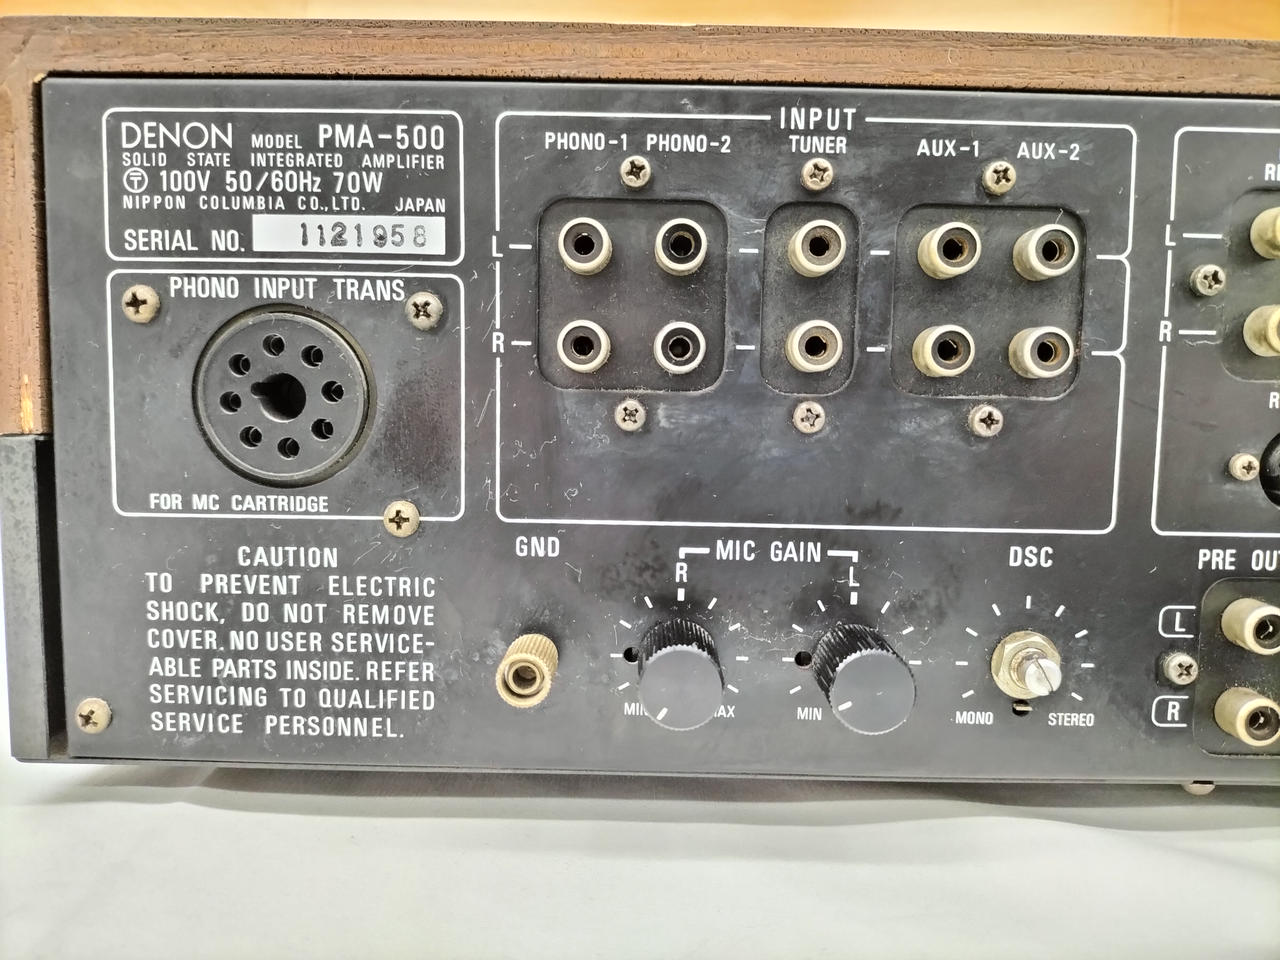 DENON MODEL PMA-500
SOLID STATE INTEGRATED AMPLIFIER
〒 100V 50/60Hz 70W
NIPPON COLUMBIA CO.,LTD. JAPAN
SERIAL NO. 1121958
PHONO INPUT TRANS
FOR MC CARTRIDGE
CAUTION
TO PREVENT ELECTRIC
SHOCK, DO NOT REMOVE
COVER. NO USER SERVICE-
ABLE PARTS INSIDE. REFER
SERVICING TO QUALIFIED
SERVICE PERSONNEL.
INPUT
PHONO-1 PHONO-2 TUNER AUX-1 AUX-2
L
R
GND
MIC GAIN
R L
MIN
DSC
MONO STEREO
L
R
PRE
L
R